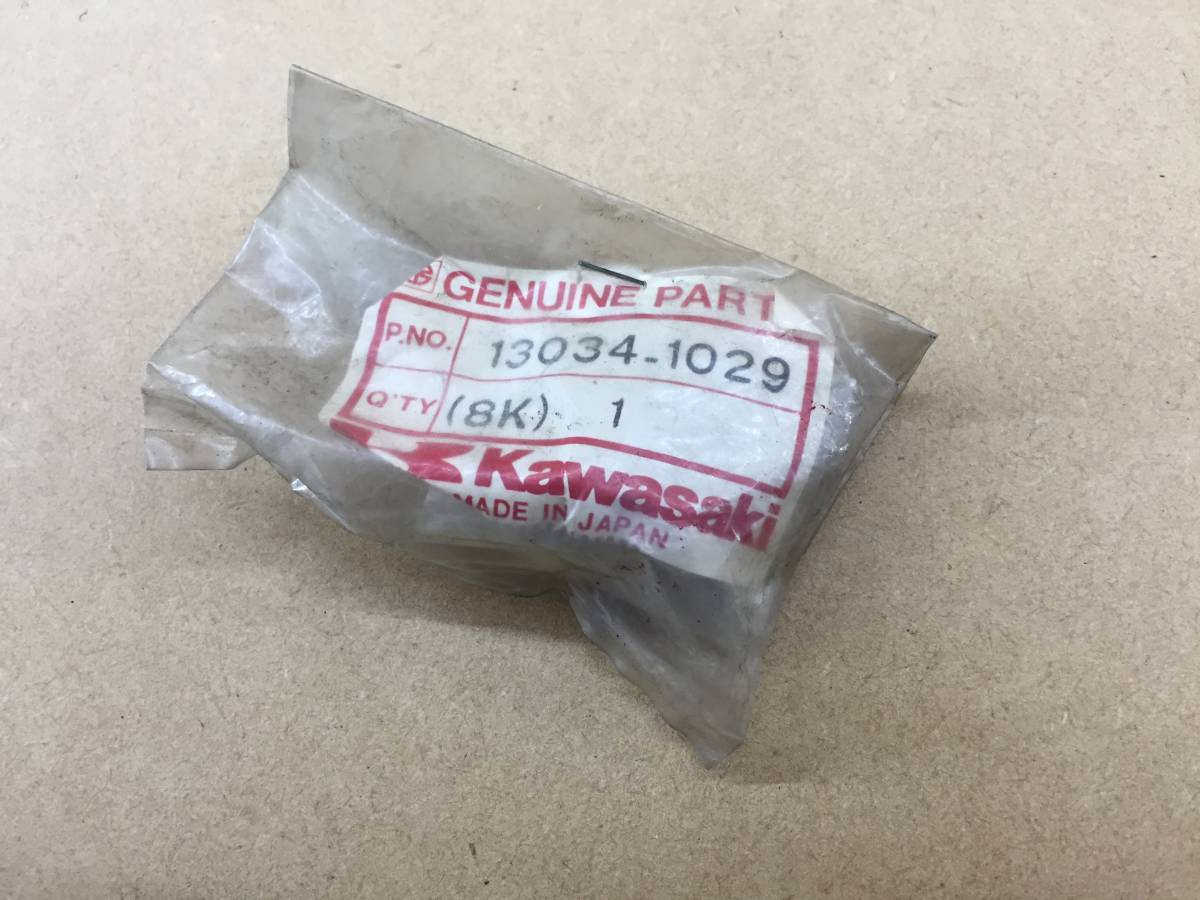 GENUINE PART
P.NO. 13034-1029
Q'TY (8K) 1
Kawasaki
MADE IN JAPAN